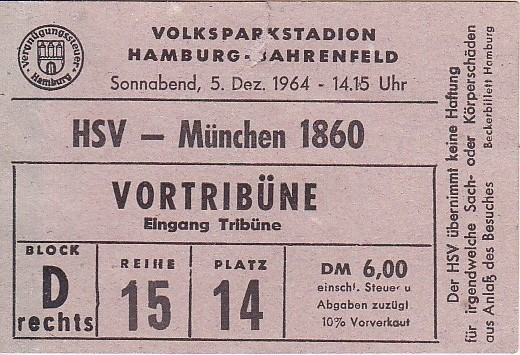 Vergnügungssteuer
Hamburg
VOLKSPARKSTADION
HAMBURG-BAHRENFELD
Sonnabend, 5. Dez. 1964 - 14.15 Uhr
HSV — München 1860
VORTRIBÜNE
Eingang Tribüne
BLOCK
D
rechts
REIHE
15
PLATZ
14
DM 6,00
einschl. Steuer u
Abgaben zuzügl
10% Vorverkauf
Der HSV übernimmt keine Haftung
für irgendwelche Sach- oder Körperschäden
aus Anlaß des Besuches
Beckerbillett Hamburg